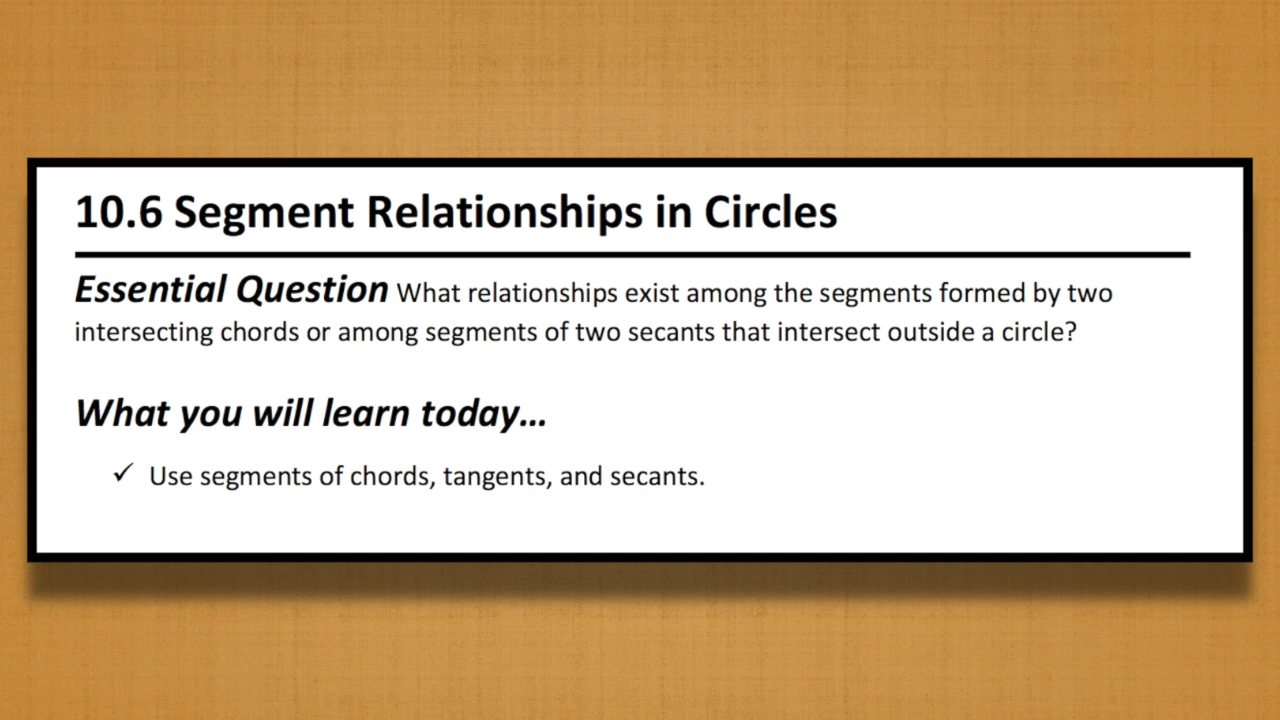 10.6 Segment Relationships in Circles
Essential Question What relationships exist among the segments formed by two
intersecting chords or among segments of two secants that intersect outside a circle?
What you will learn today...
✓ Use segments of chords, tangents, and secants.